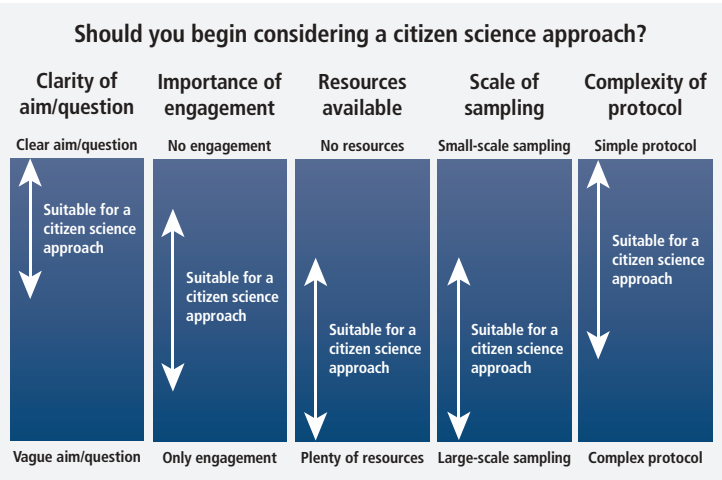 Should you begin considering a citizen science approach?
Clarity of
aim/question
Clear aim/question
Suitable for a
citizen science
approach
Vague aim/question
Importance of
engagement
No engagement
Suitable for a
citizen science
approach
Only engagement
Resources
available
No resources
Suitable for a
citizen science
approach
Plenty of resources
Scale of
sampling
Small-scale sampling
Suitable for a
citizen science
approach
Large-scale sampling
Complexity of
protocol
Simple protocol
Suitable for a
citizen science
approach
Complex protocol